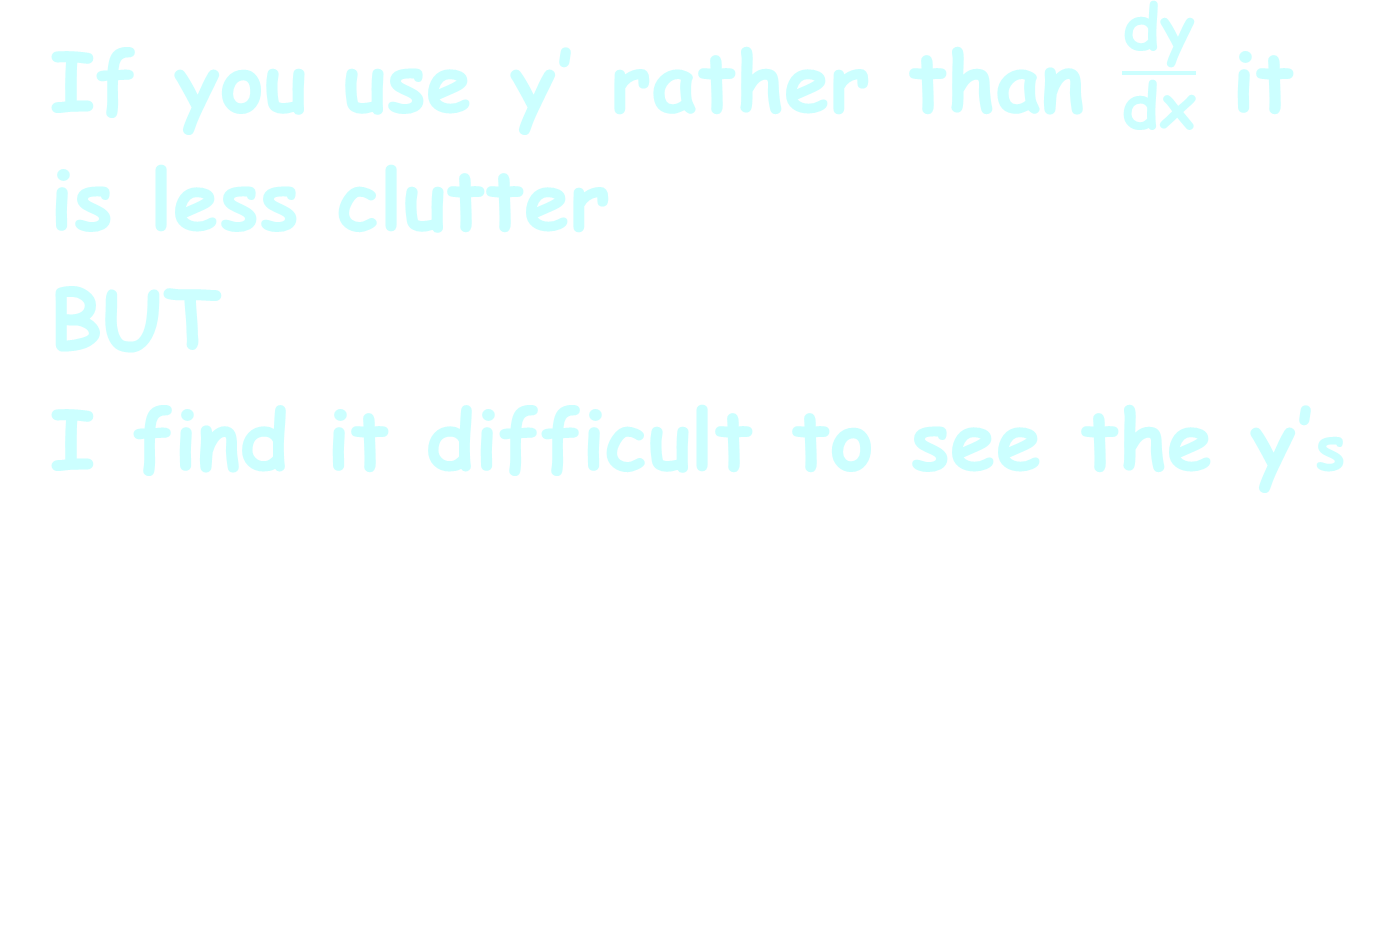 If you use y′ rather than dy/dx it
is less clutter
BUT
I find it difficult to see the y′s